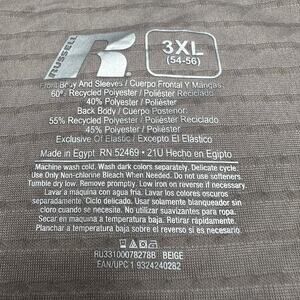 RUSSELL
R
3XL
(54-56)
Front Body And Sleeves / Cuerpo Frontal Y Mangas:
60% Recycled Polyester / Poliéster Reciclado
40% Polyester / Poliéster
Back Body / Cuerpo Posterior:
55% Recycled Polyester / Poliéster Reciclado
45% Polyester / Poliéster
Exclusive Of Elastic / Excepto El Elástico
Made in Egypt RN 52469 • 21U Hecho en Egipto
Machine wash cold. Wash dark colors separately. Delicate cycle.
Use Only Non-chlorine Bleach When Needed. Do not use softeners.
Tumble dry low. Remove promptly. Low iron on reverse if necessary.
Lavar a máquina con agua fría. Lavar los colores oscuros
separadamente. Ciclo delicado. Usar solamente blanqueador sin
cloro cuando se necesite. No utilizar suavizantes para ropa.
Secar en maquina a temperatura baja. Retirar rápidamente.
Planchar a temperatura baja sobre el reverso si es necesario.
RU33100078278B BEIGE
EAN/UPC 1 9324240282